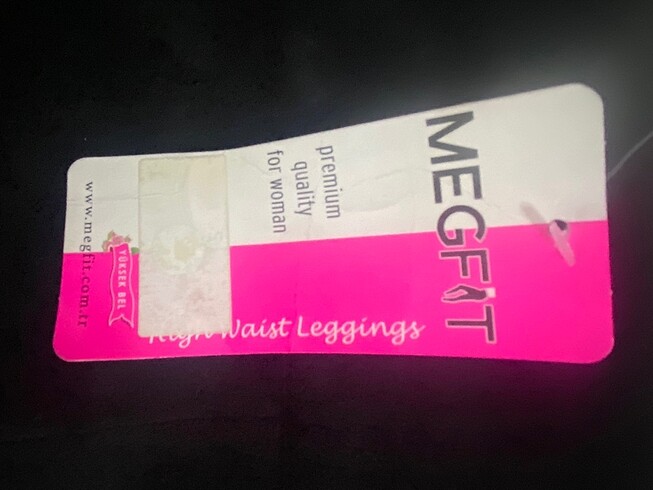 MEGFIT
premium
quality
for woman
High Waist Leggings
YÜKSEK BEL
www.megfit.com.tr